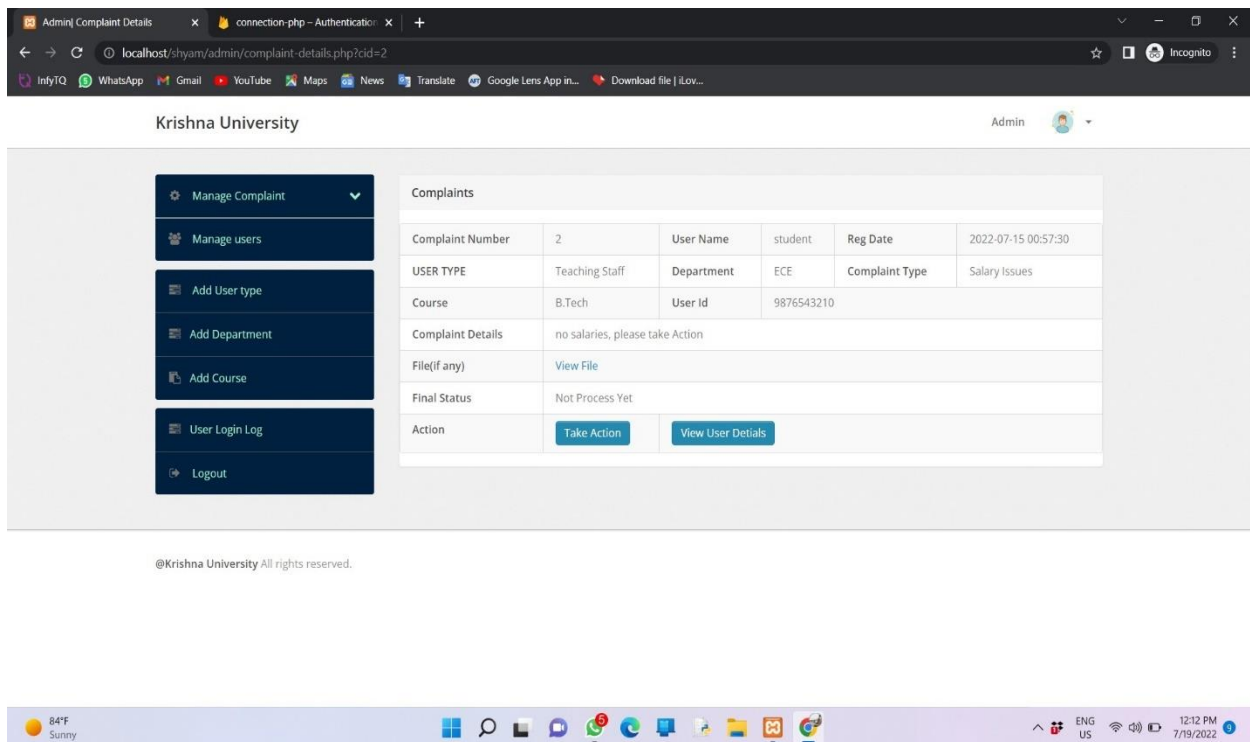 Admin| Complaint Details
connection-php – Authentication
localhost/shyam/admin/complaint-details.php?cid=2
Incognito
InfyTQ WhatsApp Gmail YouTube Maps News Translate Google Lens App in... Download file | iLov...
Krishna University
Admin
Manage Complaint
Manage users
Add User type
Add Department
Add Course
User Login Log
Logout
Complaints
Complaint Number 2 User Name student Reg Date 2022-07-15 00:57:30
USER TYPE Teaching Staff Department ECE Complaint Type Salary Issues
Course B.Tech User Id 9876543210
Complaint Details no salaries, please take Action
File(if any) View File
Final Status Not Process Yet
Action Take Action View User Detials
@Krishna University All rights reserved.
84°F
Sunny
5
ENG
US
12:12 PM
7/19/2022
9